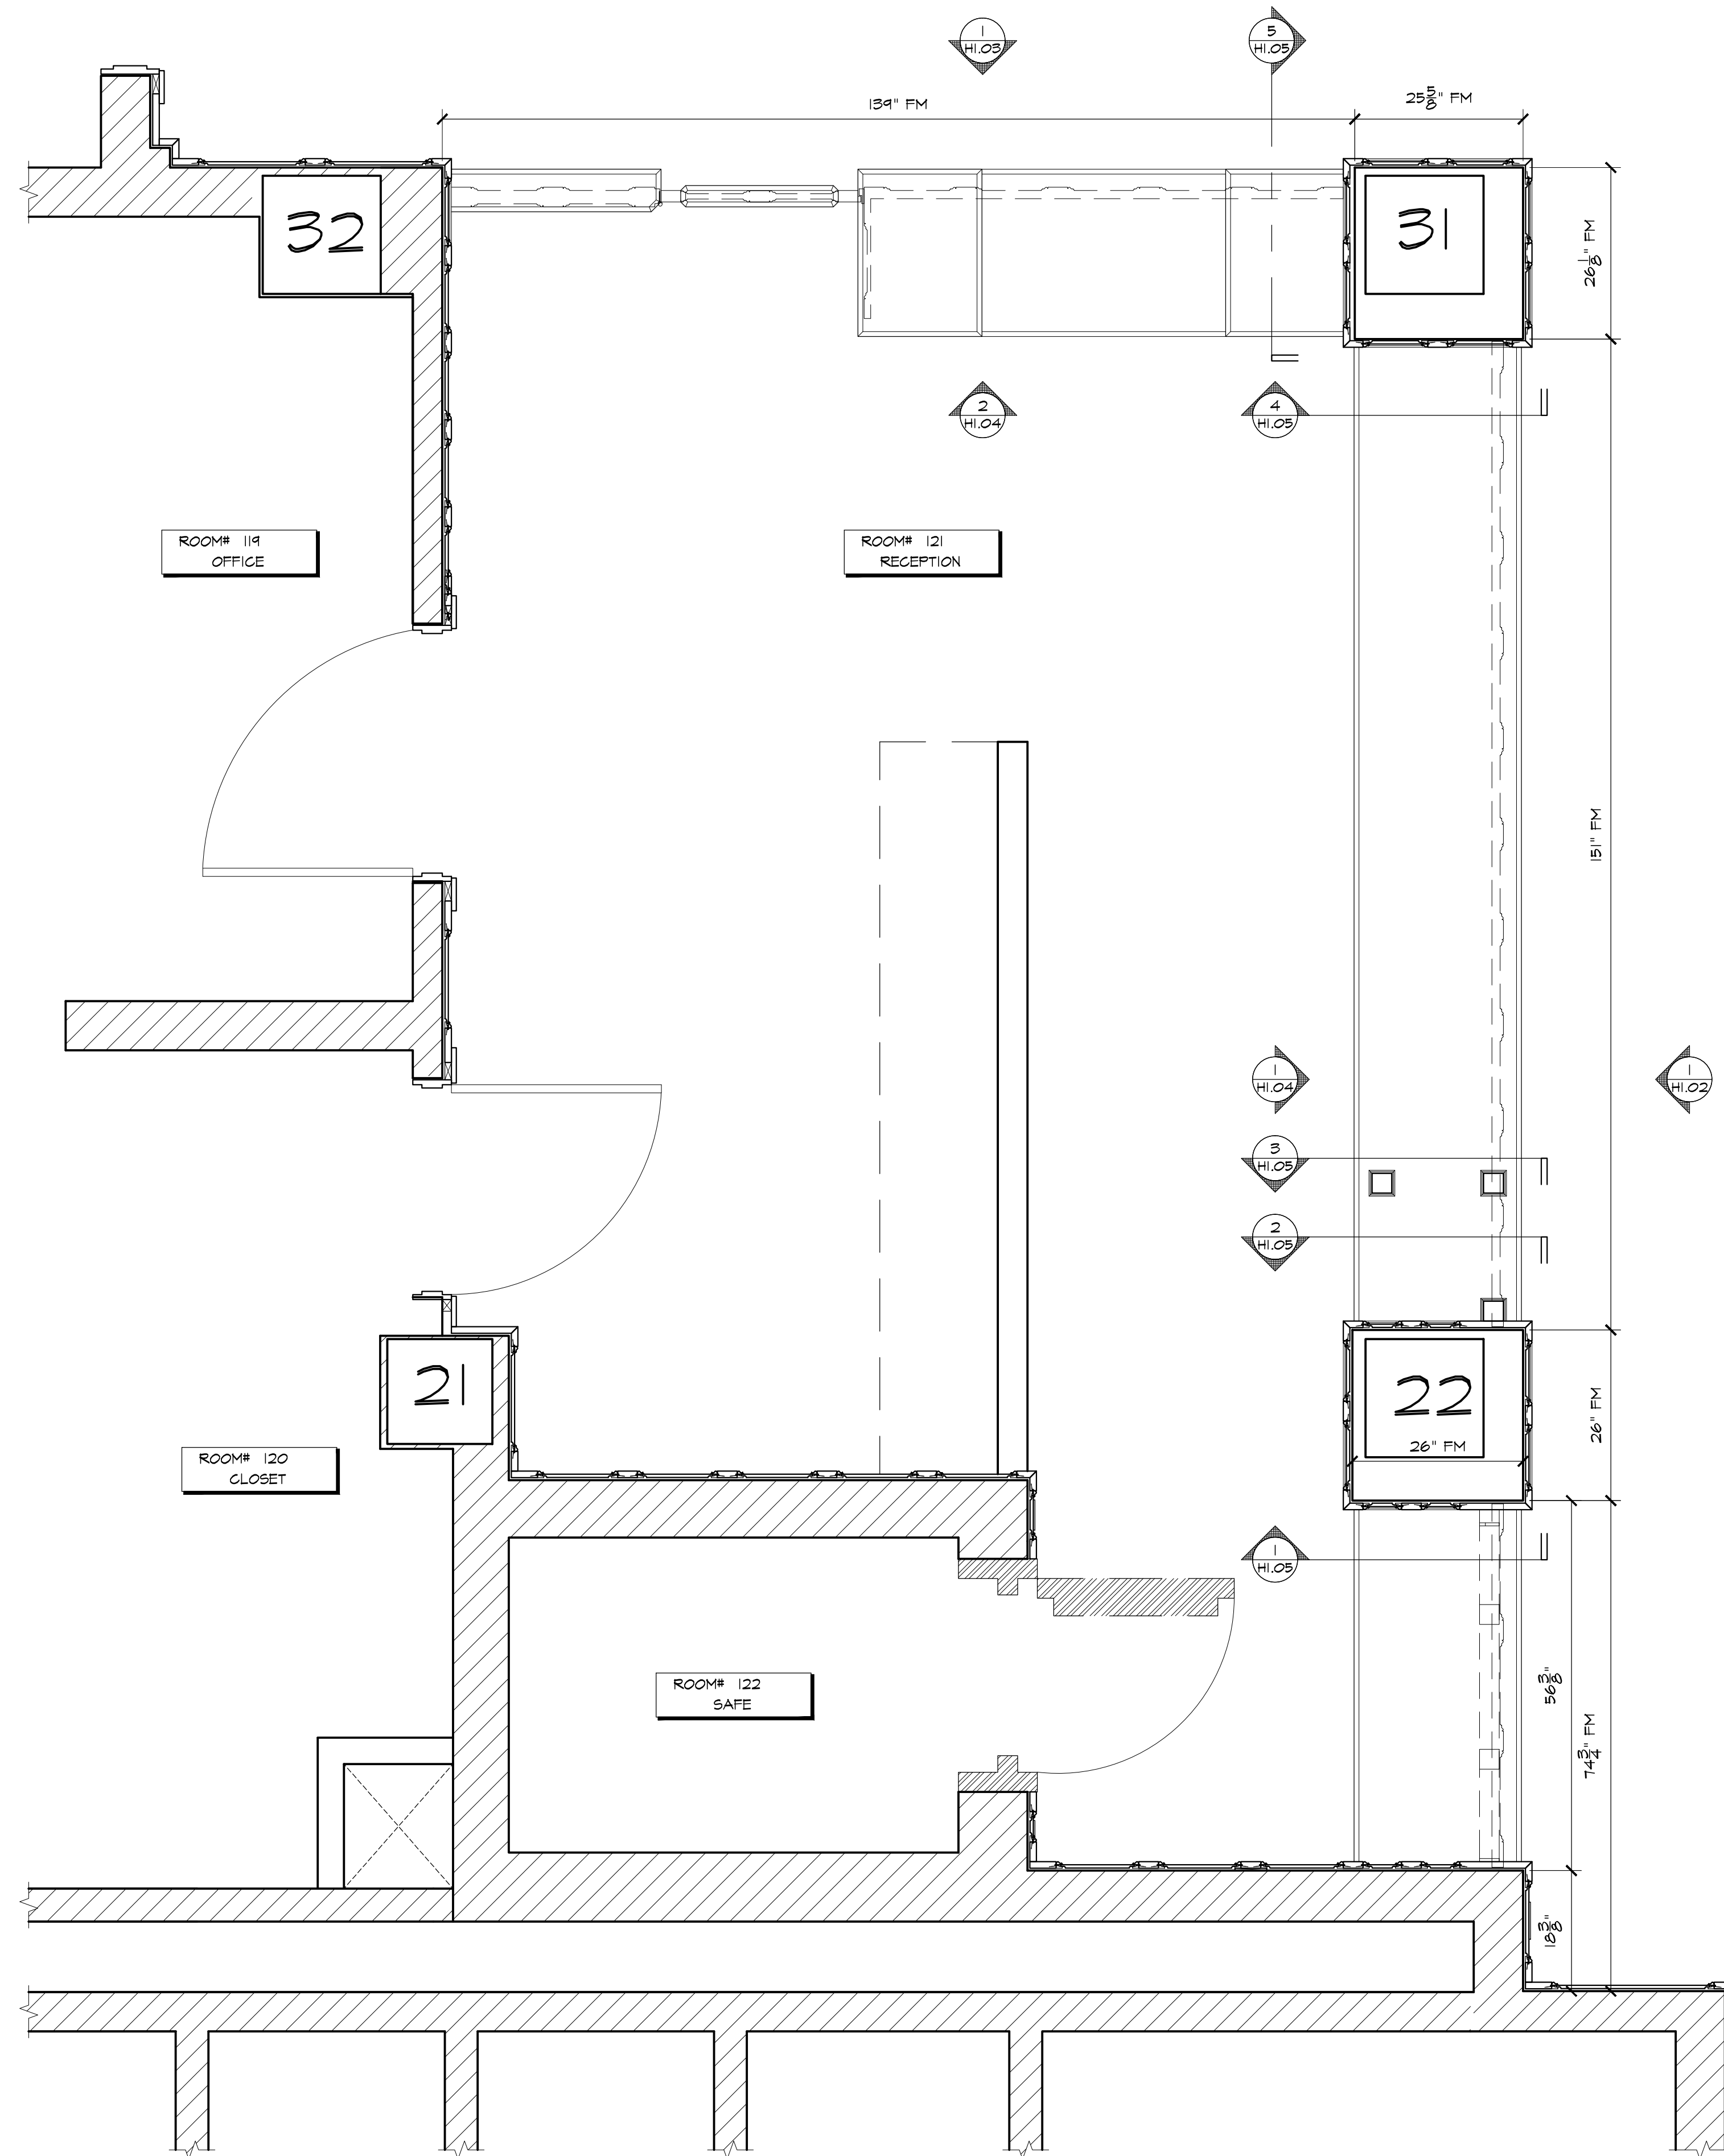 1
H1.03
5
H1.05
139" FM
25 5/8" FM
32
31
26 1/8" FM
2
H1.04
4
H1.05
ROOM# 119
OFFICE
ROOM# 121
RECEPTION
151" FM
1
H1.04
1
H1.02
3
H1.05
2
H1.05
21
22
26" FM
26" FM
ROOM# 120
CLOSET
1
H1.05
ROOM# 122
SAFE
56 3/8"
74 3/4" FM
18 3/8"